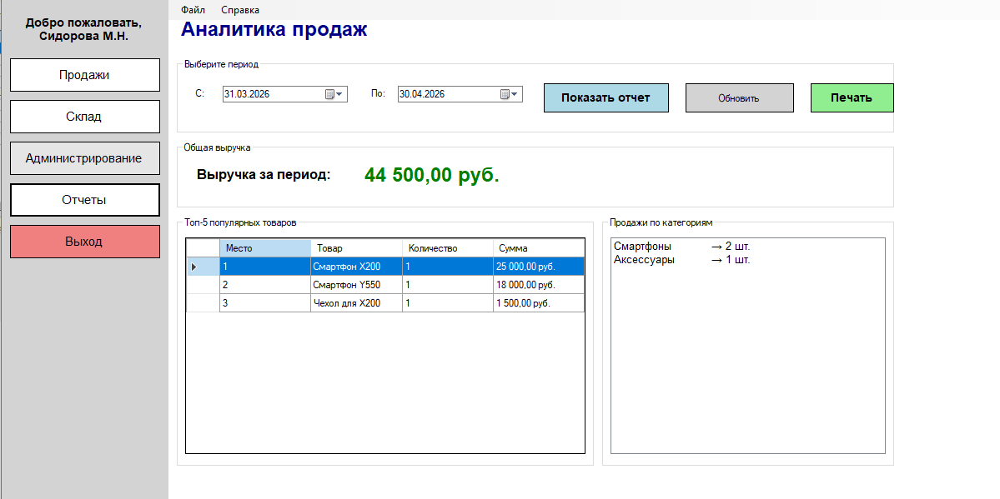 Добро пожаловать,
Сидорова М.Н.
Продажи
Склад
Администрирование
Отчеты
Выход
Файл Справка
Аналитика продаж
Выберите период
С: 31.03.2026 По: 30.04.2026 Показать отчет Обновить Печать
Общая выручка
Выручка за период: 44 500,00 руб.
Топ-5 популярных товаров
Место Товар Количество Сумма
1 Смартфон X200 1 25 000,00 руб.
2 Смартфон Y550 1 18 000,00 руб.
3 Чехол для X200 1 1 500,00 руб.
Продажи по категориям
Смартфоны → 2 шт.
Аксессуары → 1 шт.